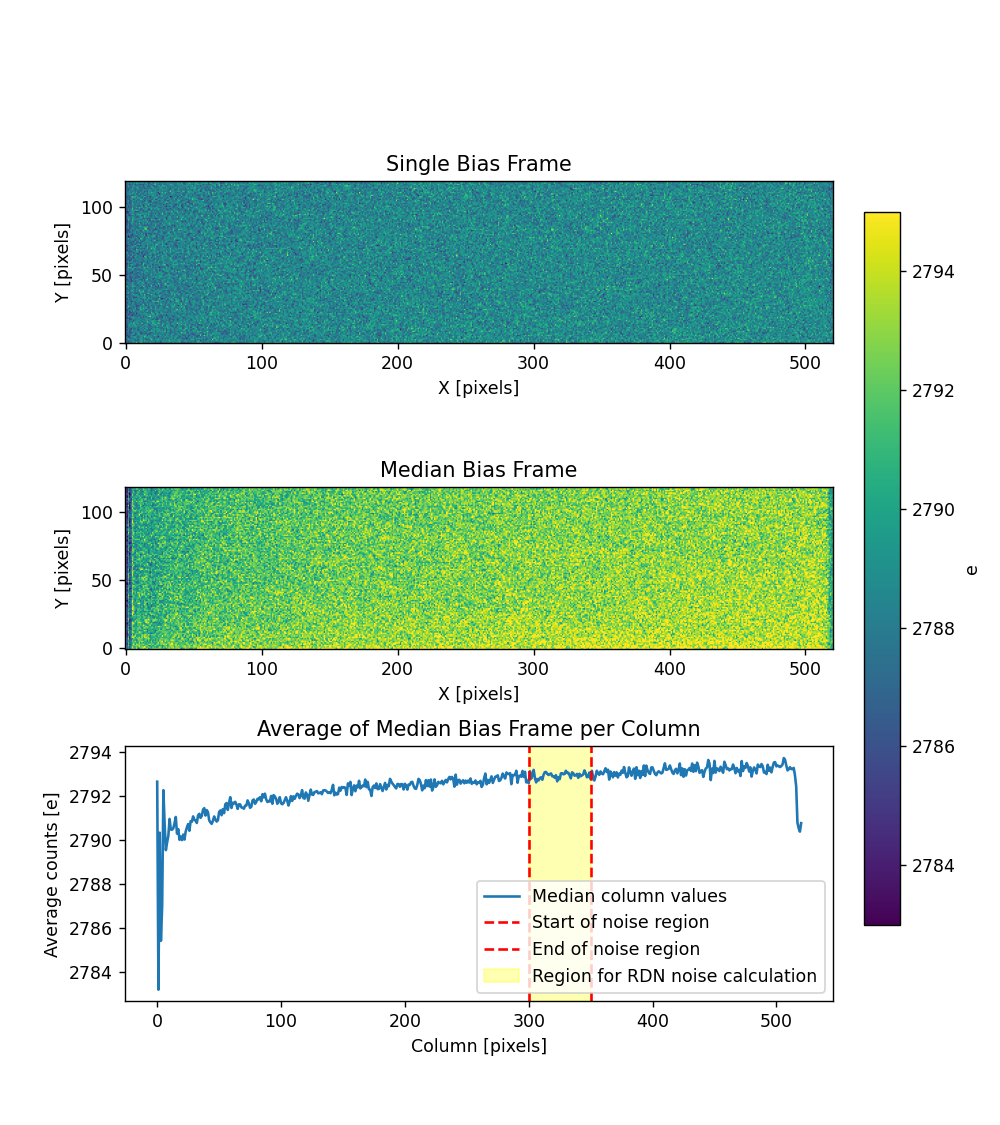 Single Bias Frame
100
50
0
Y [pixels]
0 100 200 300 400 500
X [pixels]
Median Bias Frame
100
50
0
Y [pixels]
0 100 200 300 400 500
X [pixels]
2794
2792
2790
2788
2786
2784
e
Average of Median Bias Frame per Column
2794
2792
2790
2788
2786
2784
Average counts [e]
Median column values
Start of noise region
End of noise region
Region for RDN noise calculation
0 100 200 300 400 500
Column [pixels]